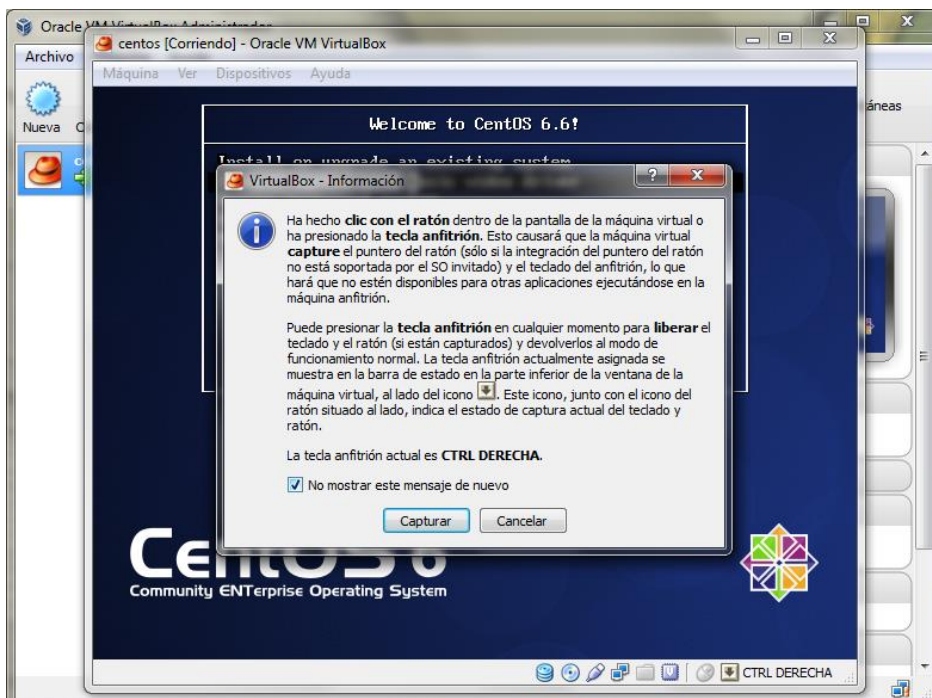 Oracle VM VirtualBox Administrador
centos [Corriendo] - Oracle VM VirtualBox
Archivo
Máquina Ver Dispositivos Ayuda
Nueva
áneas
Welcome to CentOS 6.6!
Install or upgrade an existing system
VirtualBox - Información
Ha hecho clic con el ratón dentro de la pantalla de la máquina virtual o
ha presionado la tecla anfitrión. Esto causará que la máquina virtual
capture el puntero del ratón (sólo si la integración del puntero del ratón
no está soportada por el SO invitado) y el teclado del anfitrión, lo que
hará que no estén disponibles para otras aplicaciones ejecutándose en la
máquina anfitrión.
Puede presionar la tecla anfitrión en cualquier momento para liberar el
teclado y el ratón (si están capturados) y devolverlos al modo de
funcionamiento normal. La tecla anfitrión actualmente asignada se
muestra en la barra de estado en la parte inferior de la ventana de la
máquina virtual, al lado del icono . Este icono, junto con el icono del
ratón situado al lado, indica el estado de captura actual del teclado y
ratón.
La tecla anfitrión actual es CTRL DERECHA.
No mostrar este mensaje de nuevo
Capturar Cancelar
CentOS 6
Community ENTerprise Operating System
CTRL DERECHA